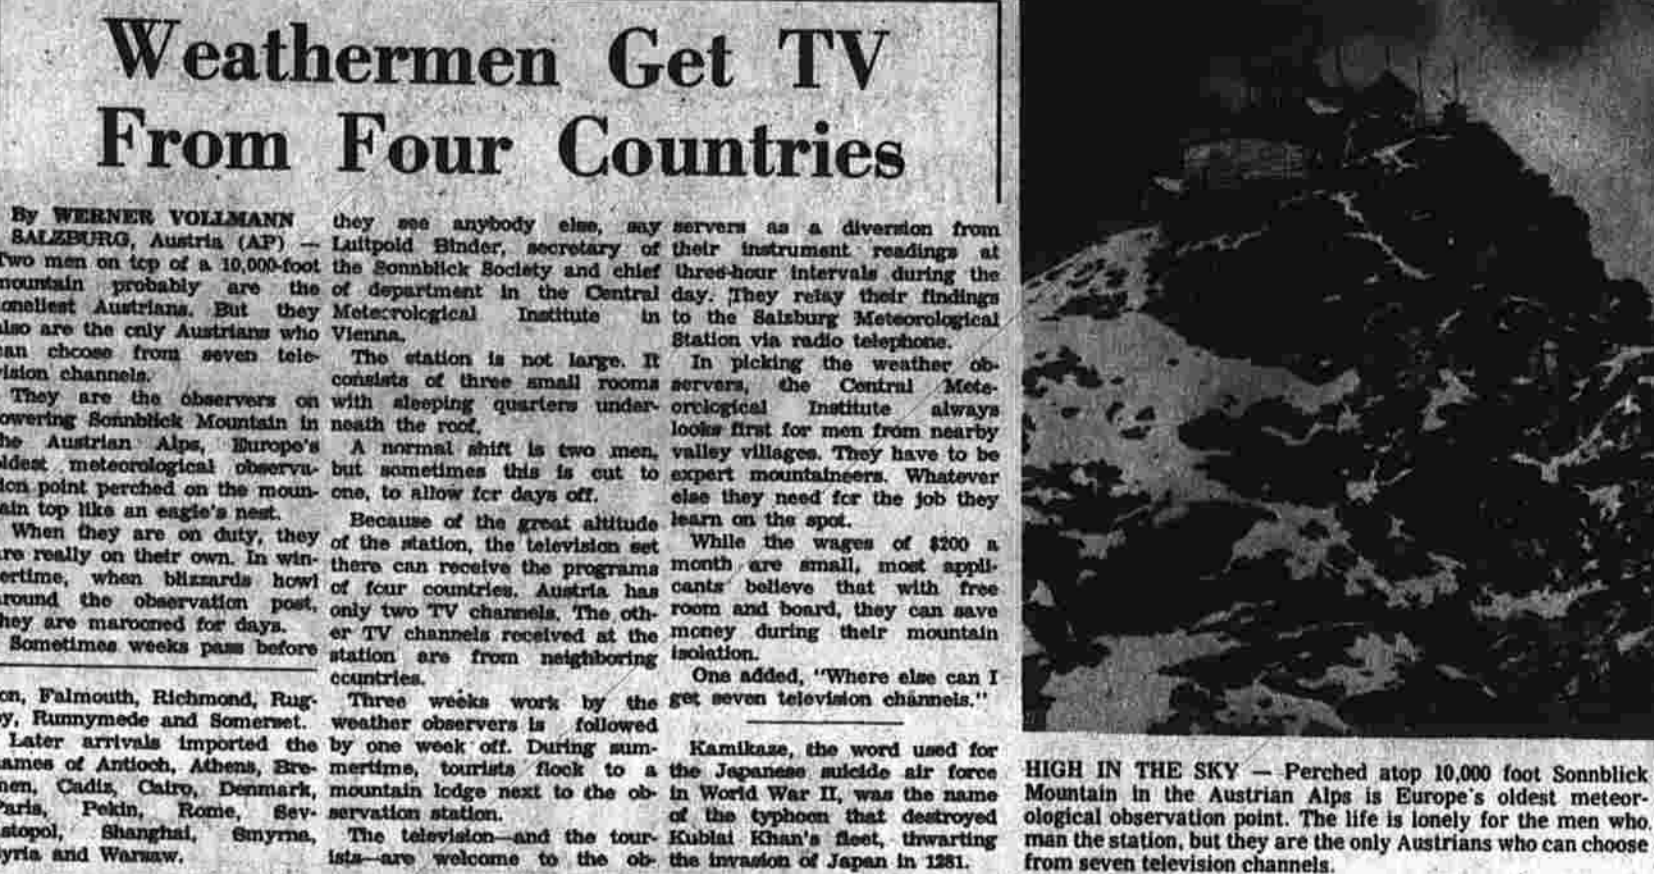 Weathermen Get TV
From Four Countries
By WERNER VOLLMANN
SALZBURG, Austria (AP) —
Two men on top of a 10,000-foot
mountain probably are the
oneliest Austrians. But they
also are the only Austrians who
can choose from seven tele-
vision channels.
They are the observers on
owering Sonnblick Mountain in
he Austrian Alps, Europe's
ldest meteorological observa-
ion point perched on the moun-
ain top like an eagle's nest.
When they are on duty, they
re really on their own. In win-
ertime, when blizzards howl
round the observation post,
hey are marooned for days.
Sometimes weeks pass before
they see anybody else, say
Luitpold Binder, secretary of
the Sonnblick Society and chief
of department in the Central
Meteorological Institute in
Vienna.
The station is not large. It
consists of three small rooms
with sleeping quarters under-
neath the roof.
A normal shift is two men,
but sometimes this is cut to
one, to allow for days off.
Because of the great altitude
of the station, the television set
there can receive the programs
of four countries. Austria has
only two TV channels. The oth-
er TV channels received at the
station are from neighboring
countries.
Three weeks work by the
weather observers is followed
by one week off. During sum-
mertime, tourists flock to a
mountain lodge next to the ob-
servation station.
The television—and the tour-
ists—are welcome to the ob-
servers as a diversion from
their instrument readings at
three-hour intervals during the
day. They relay their findings
to the Salzburg Meteorological
Station via radio telephone.
In picking the weather ob-
servers, the Central Mete-
orological Institute always
looks first for men from nearby
valley villages. They have to be
expert mountaineers. Whatever
else they need for the job they
learn on the spot.
While the wages of $200 a
month are small, most appli-
cants believe that with free
room and board, they can save
money during their mountain
isolation.
One added, "Where else can I
get seven television channels."
on, Falmouth, Richmond, Rug-
y, Runnymede and Somerset.
Later arrivals imported the
ames of Antioch, Athens, Bre-
men, Cadiz, Cairo, Denmark,
Paris, Pekin, Rome, Sev-
stopol, Shanghai, Smyrna,
yria and Warsaw.
Kamikaze, the word used for
the Japanese suicide air force
in World War II, was the name
of the typhoon that destroyed
Kublai Khan's fleet, thwarting
the invasion of Japan in 1281.
HIGH IN THE SKY — Perched atop 10,000 foot Sonnblick
Mountain in the Austrian Alps is Europe's oldest meteor-
ological observation point. The life is lonely for the men who
man the station, but they are the only Austrians who can choose
from seven television channels.